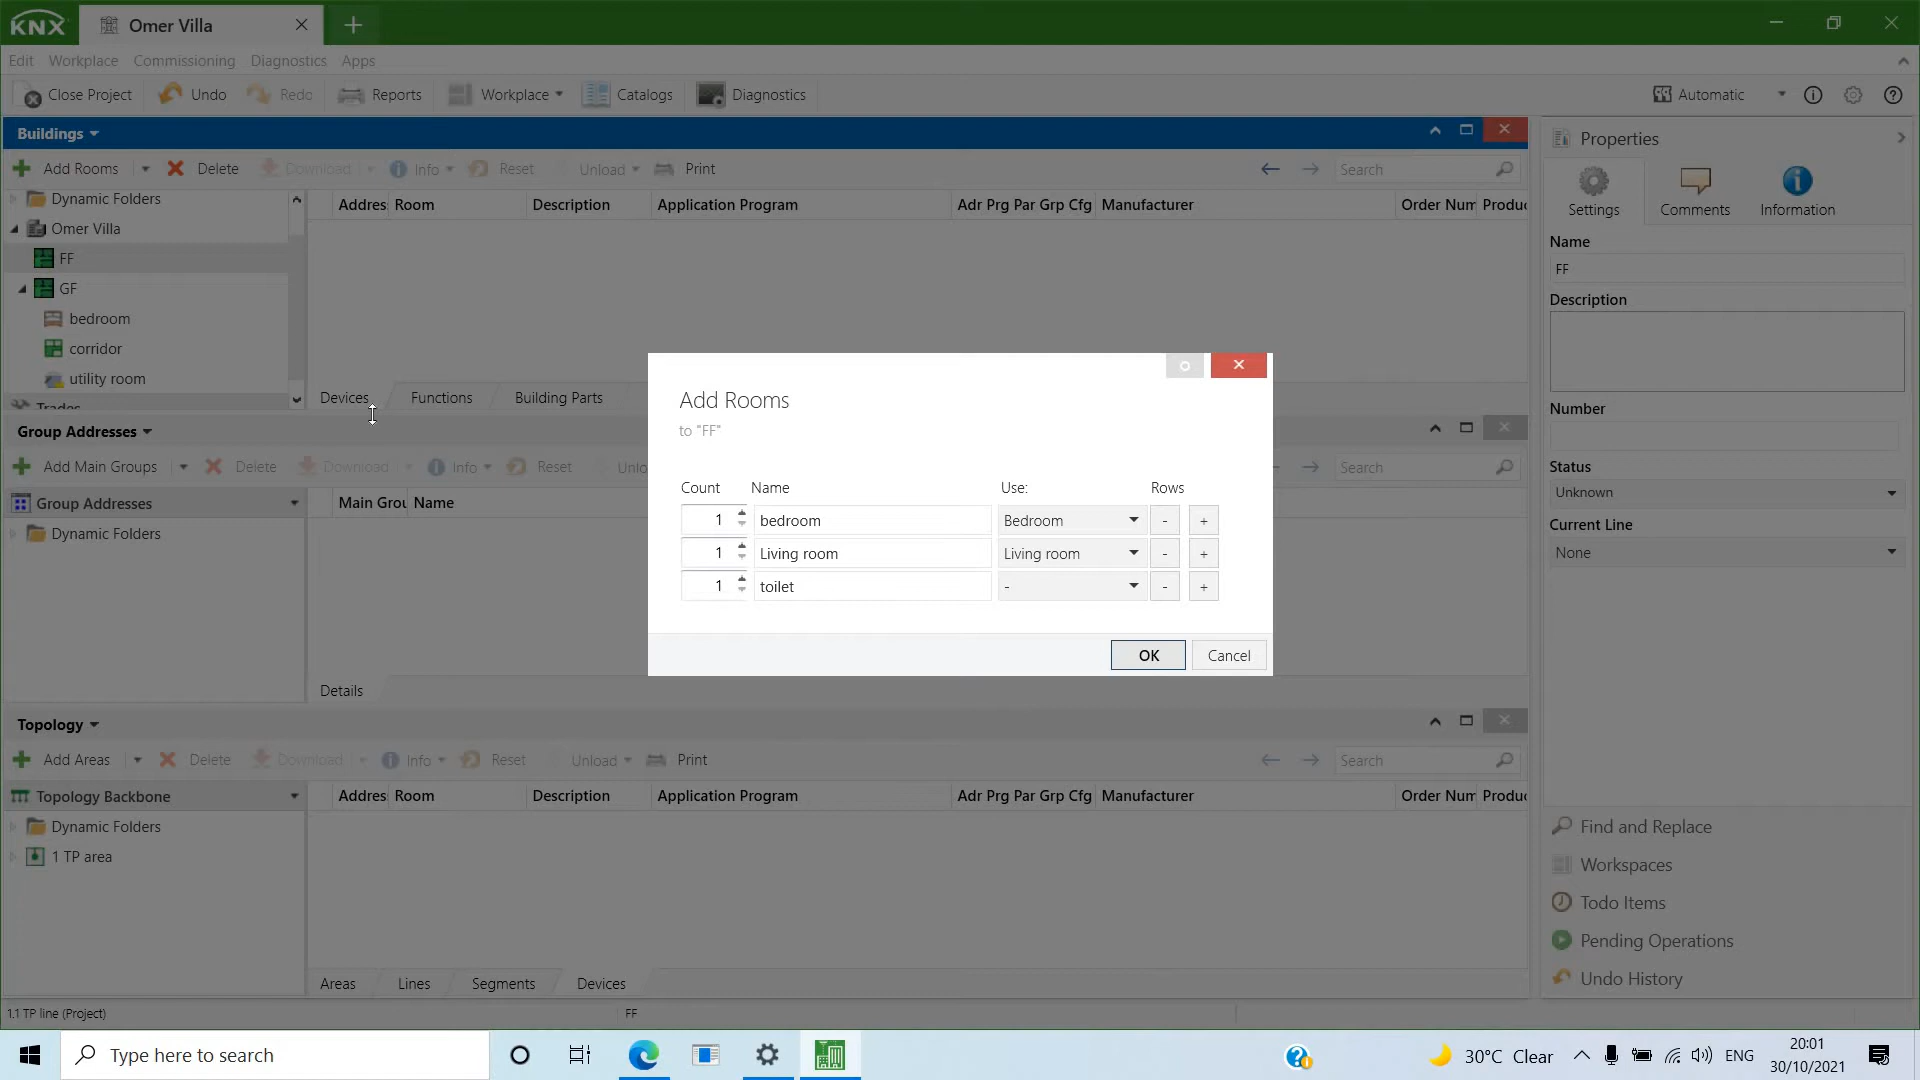 KNX Omer Villa
Edit Workplace Commissioning Diagnostics Apps
Close Project Undo Redo Reports Workplace Catalogs Diagnostics Automatic
Buildings
Add Rooms Delete Download Info Reset Unload Print Search
Dynamic Folders
Omer Villa
FF
GF
bedroom
corridor
utility room
Trades
Addres Room Description Application Program Adr Prg Par Grp Cfg Manufacturer Order Num Produc
Devices Functions Building Parts
Group Addresses
Add Main Groups Delete Download Info Reset Unlo Search
Group Addresses
Dynamic Folders
Main Grou Name
Details
Add Rooms
to "FF"
Count Name Use: Rows
1 bedroom Bedroom - +
1 Living room Living room - +
1 toilet - - +
OK Cancel
Topology
Add Areas Delete Download Info Reset Unload Print Search
Topology Backbone
Dynamic Folders
1 TP area
Addres Room Description Application Program Adr Prg Par Grp Cfg Manufacturer Order Num Produc
Areas Lines Segments Devices
Properties
Settings Comments Information
Name
FF
Description
Number
Status
Unknown
Current Line
None
Find and Replace
Workspaces
Todo Items
Pending Operations
Undo History
1.1 TP line (Project) FF
Type here to search
30°C Clear ENG
20:01
30/10/2021